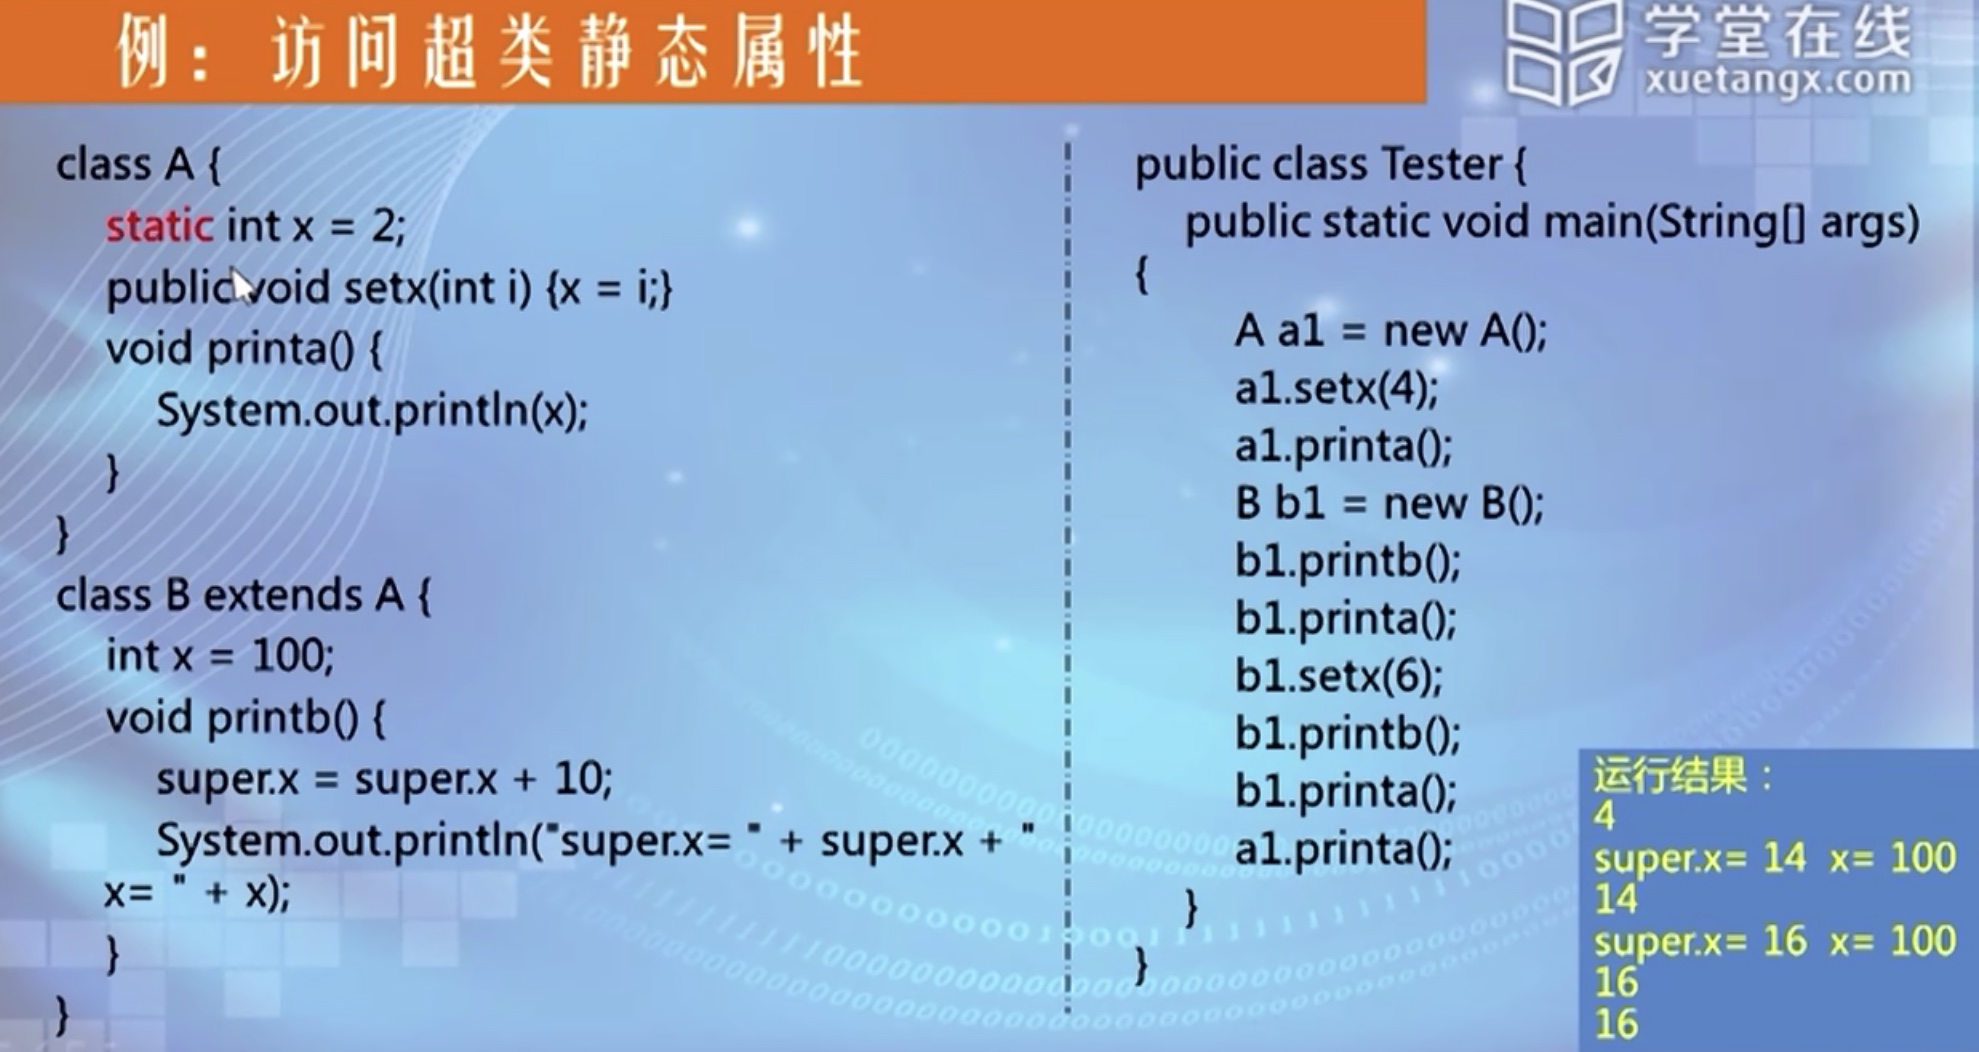 例：访问超类静态属性
学堂在线
xuetangx.com
class A {
static int x = 2;
public void setx(int i) {x = i;}
void printa() {
System.out.println(x);
}
}
class B extends A {
int x = 100;
void printb() {
super.x = super.x + 10;
System.out.println("super.x= " + super.x + "
x= " + x);
}
}
public class Tester {
public static void main(String[] args)
{
A a1 = new A();
a1.setx(4);
a1.printa();
B b1 = new B();
b1.printb();
b1.printa();
b1.setx(6);
b1.printb();
b1.printa();
a1.printa();
}
}
运行结果：
4
super.x= 14 x= 100
14
super.x= 16 x= 100
16
16